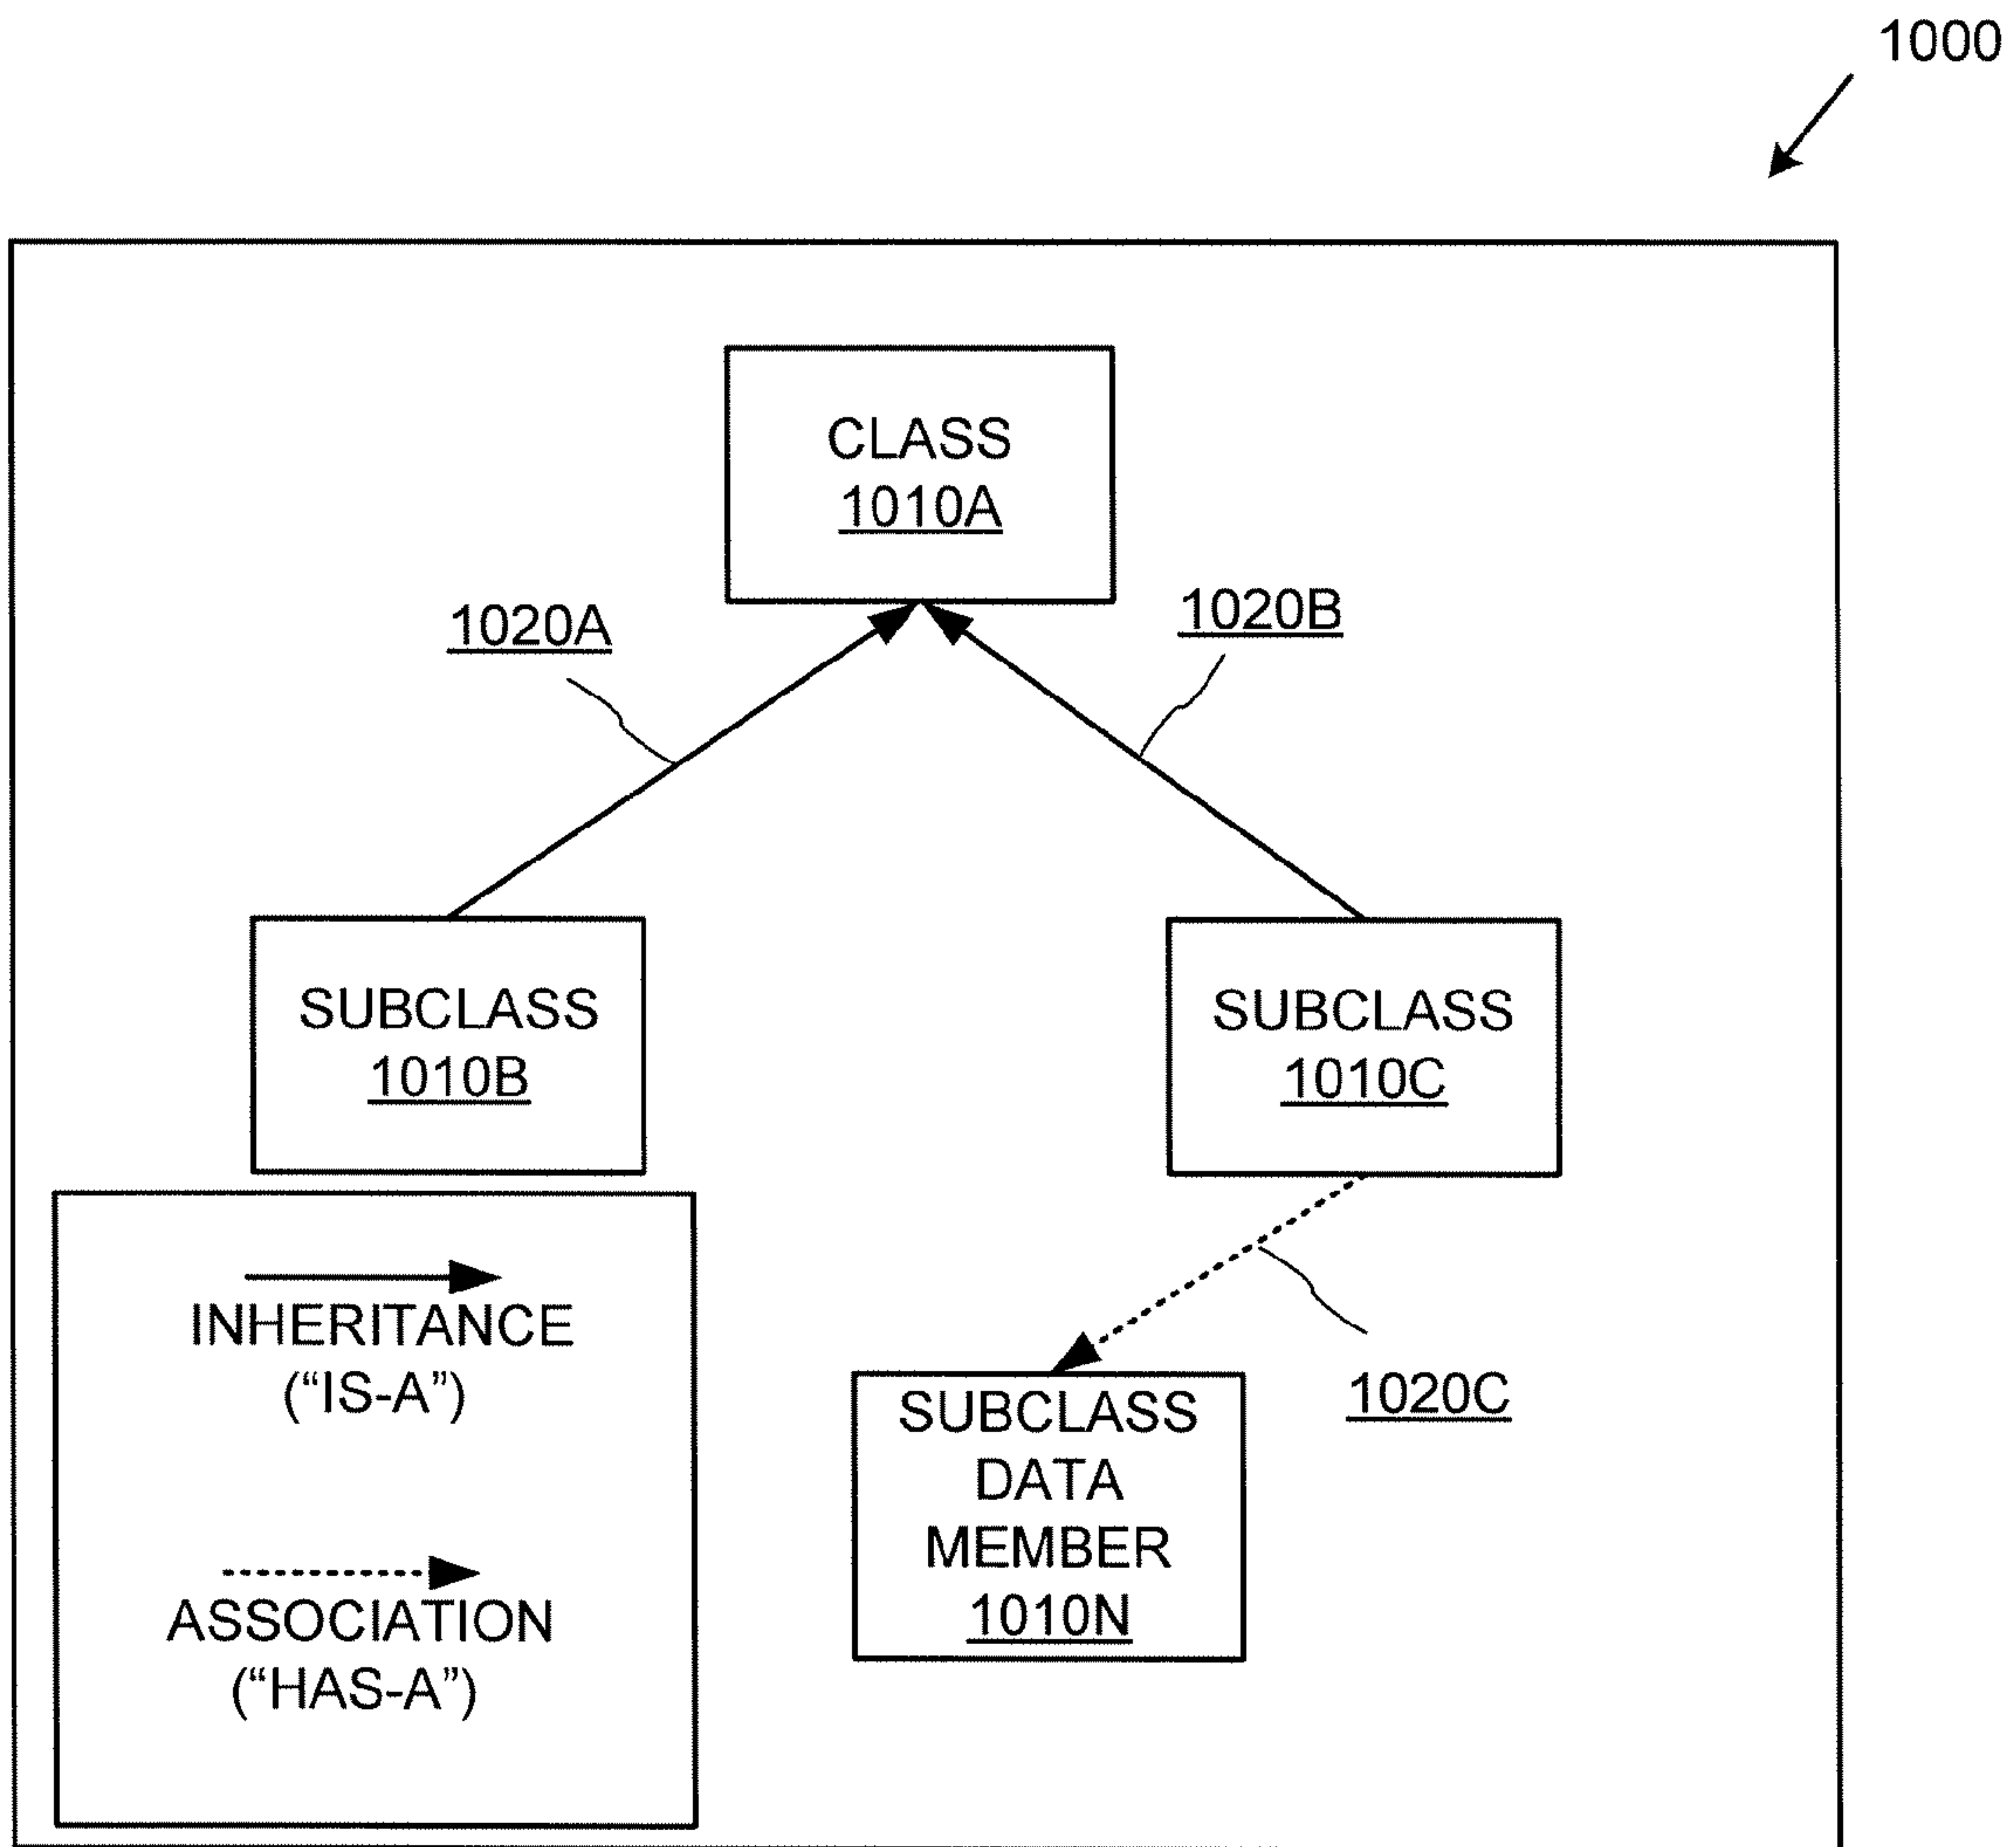 1000
CLASS
1010A
1020A
1020B
SUBCLASS
1010B
SUBCLASS
1010C
INHERITANCE
(“IS-A”)
ASSOCIATION
(“HAS-A”)
SUBCLASS
DATA
MEMBER
1010N
1020C